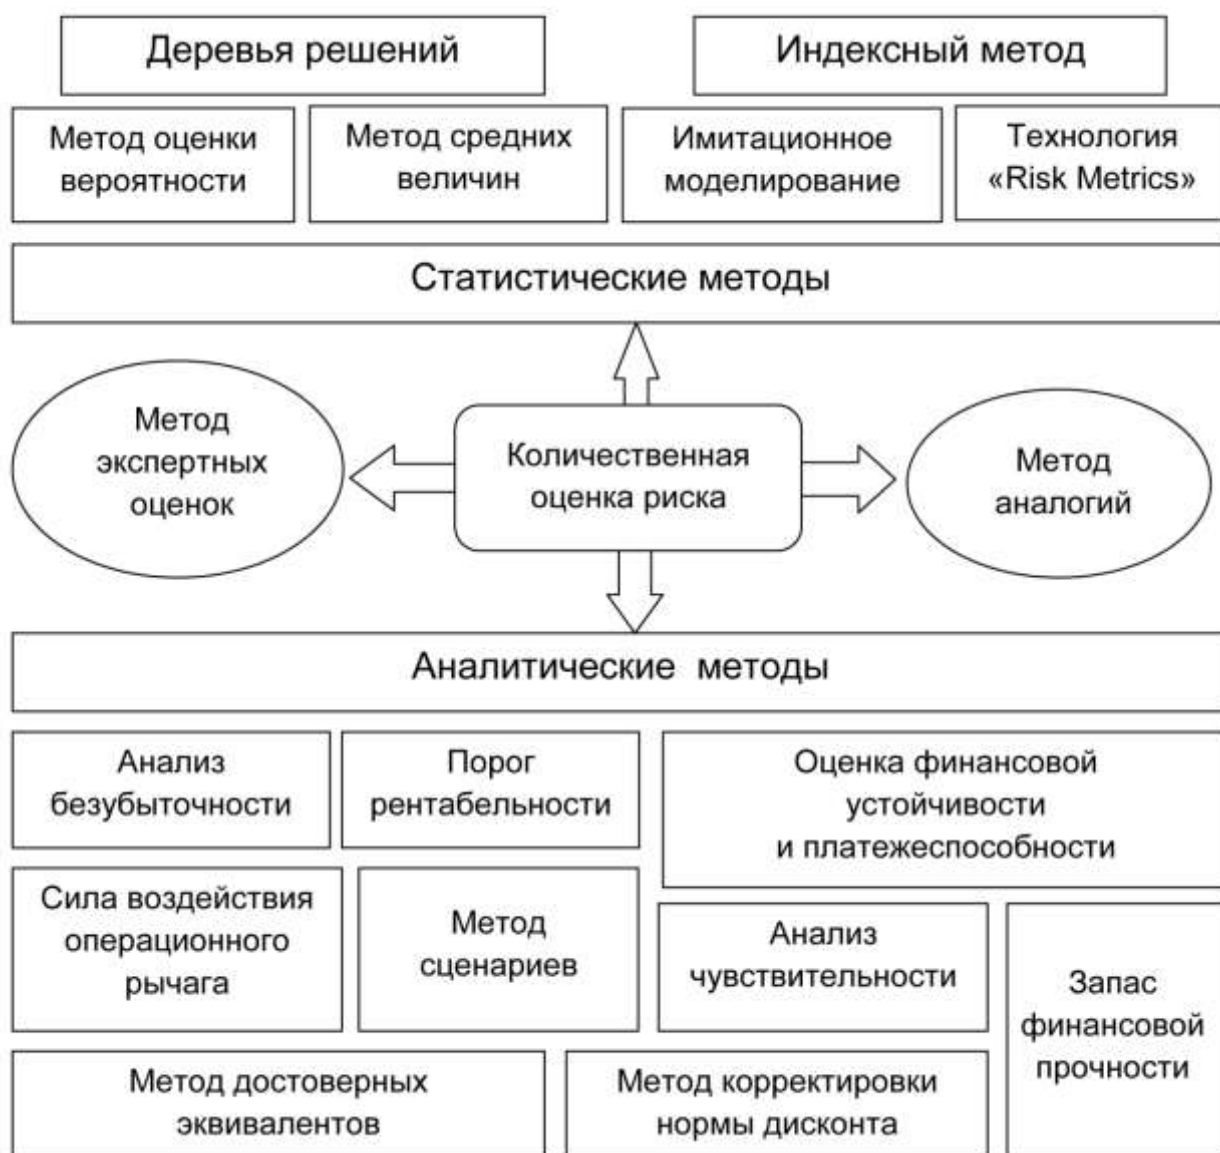 Деревья решений
Индексный метод
Метод оценки
вероятности
Метод средних
величин
Имитационное
моделирование
Технология
«Risk Metrics»
Статистические методы
Метод
экспертных
оценок
Количественная
оценка риска
Метод
аналогий
Аналитические методы
Анализ
безубыточности
Порог
рентабельности
Оценка финансовой
устойчивости
и платежеспособности
Сила воздействия
операционного
рычага
Метод
сценариев
Анализ
чувствительности
Запас
финансовой
прочности
Метод достоверных
эквивалентов
Метод корректировки
нормы дисконта